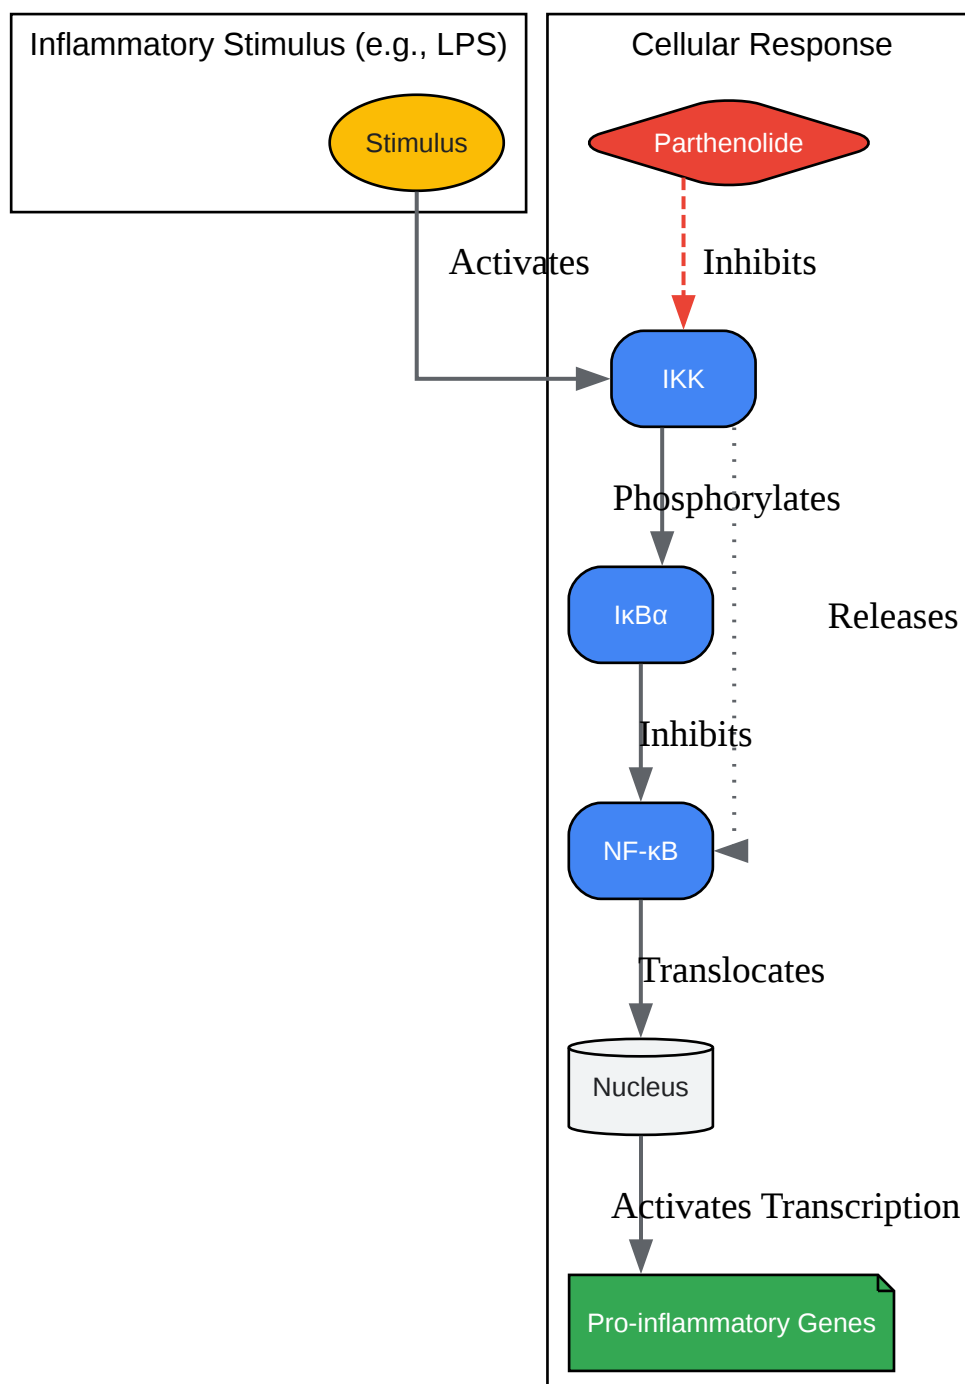 Inflammatory Stimulus (e.g., LPS)
Cellular Response
Stimulus
Parthenolide
Activates
Inhibits
IKK
Phosphorylates
IκBα
Releases
Inhibits
NF-κB
Translocates
Nucleus
Activates Transcription
Pro-inflammatory Genes